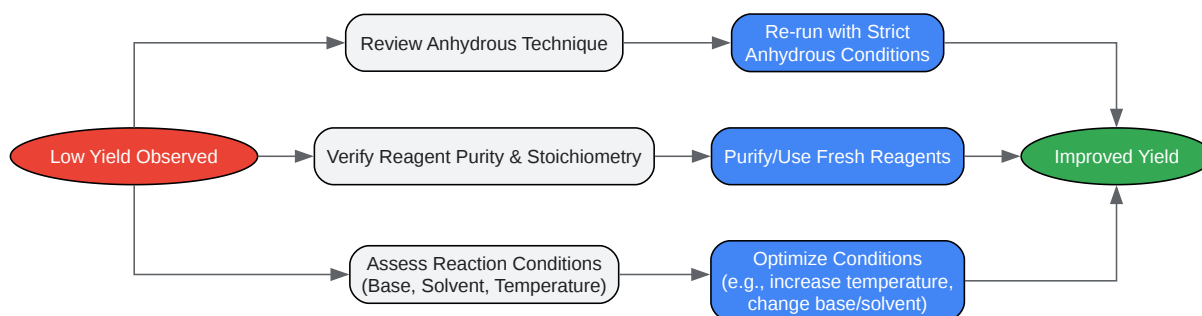 Review Anhydrous Technique
Re-run with Strict
Anhydrous Conditions
Low Yield Observed
Verify Reagent Purity & Stoichiometry
Purify/Use Fresh Reagents
Improved Yield
Assess Reaction Conditions
(Base, Solvent, Temperature)
Optimize Conditions
(e.g., increase temperature,
change base/solvent)